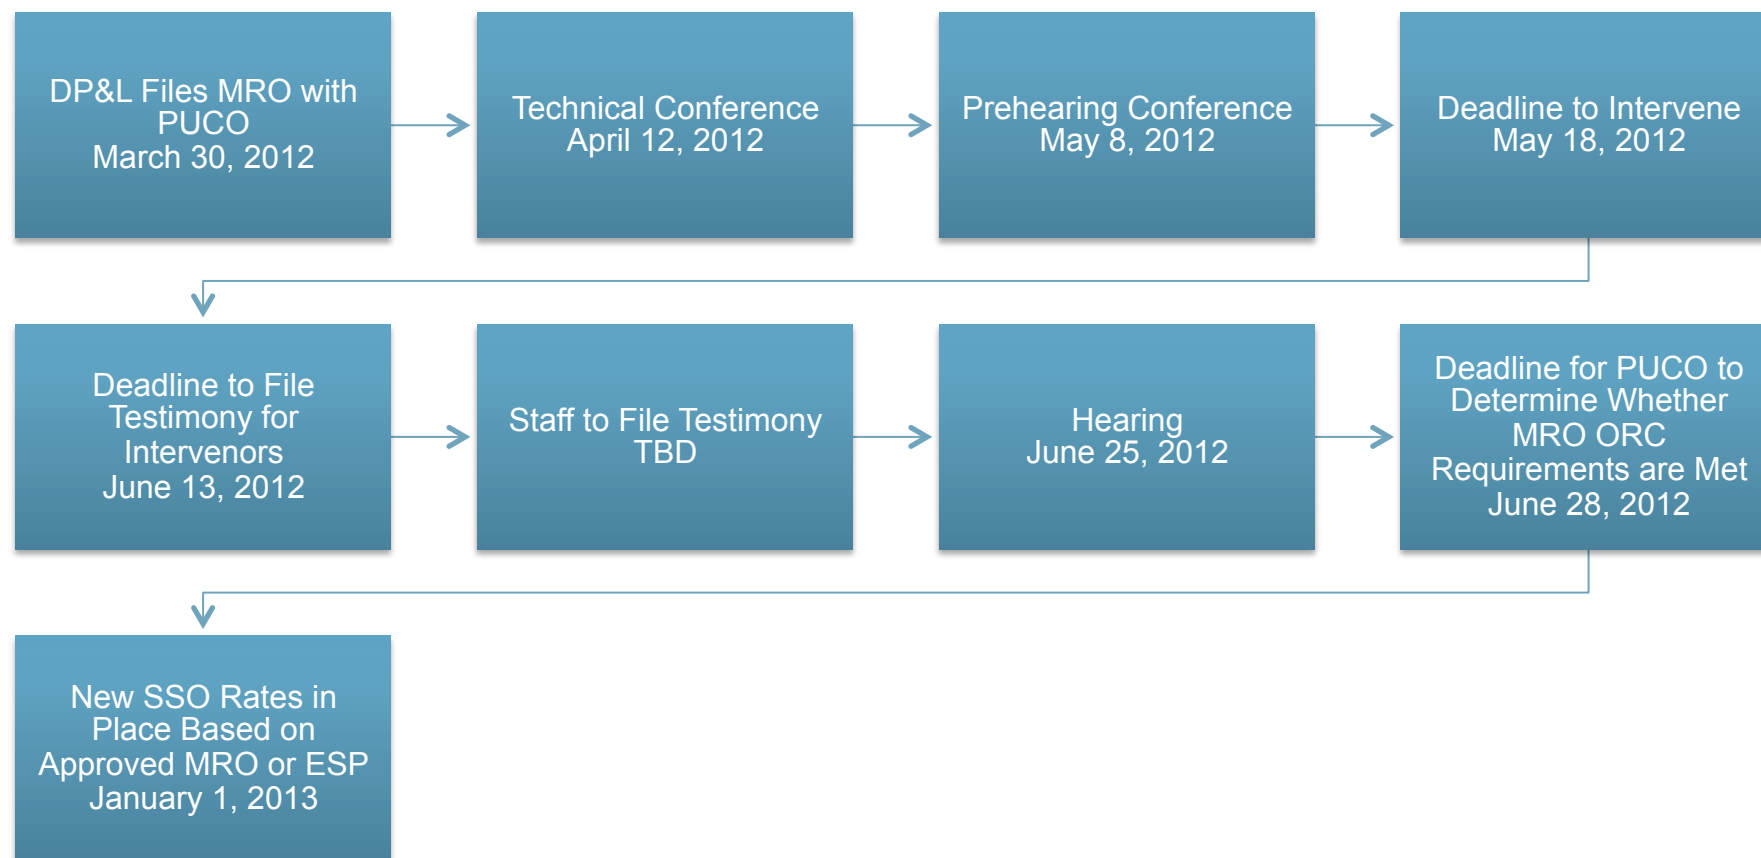 DP&L Files MRO with
PUCO
March 30, 2012
Technical Conference
April 12, 2012
Prehearing Conference
May 8, 2012
Deadline to Intervene
May 18, 2012
Deadline to File
Testimony for
Intervenors
June 13, 2012
Staff to File Testimony
TBD
Hearing
June 25, 2012
Deadline for PUCO to
Determine Whether
MRO ORC
Requirements are Met
June 28, 2012
New SSO Rates in
Place Based on
Approved MRO or ESP
January 1, 2013